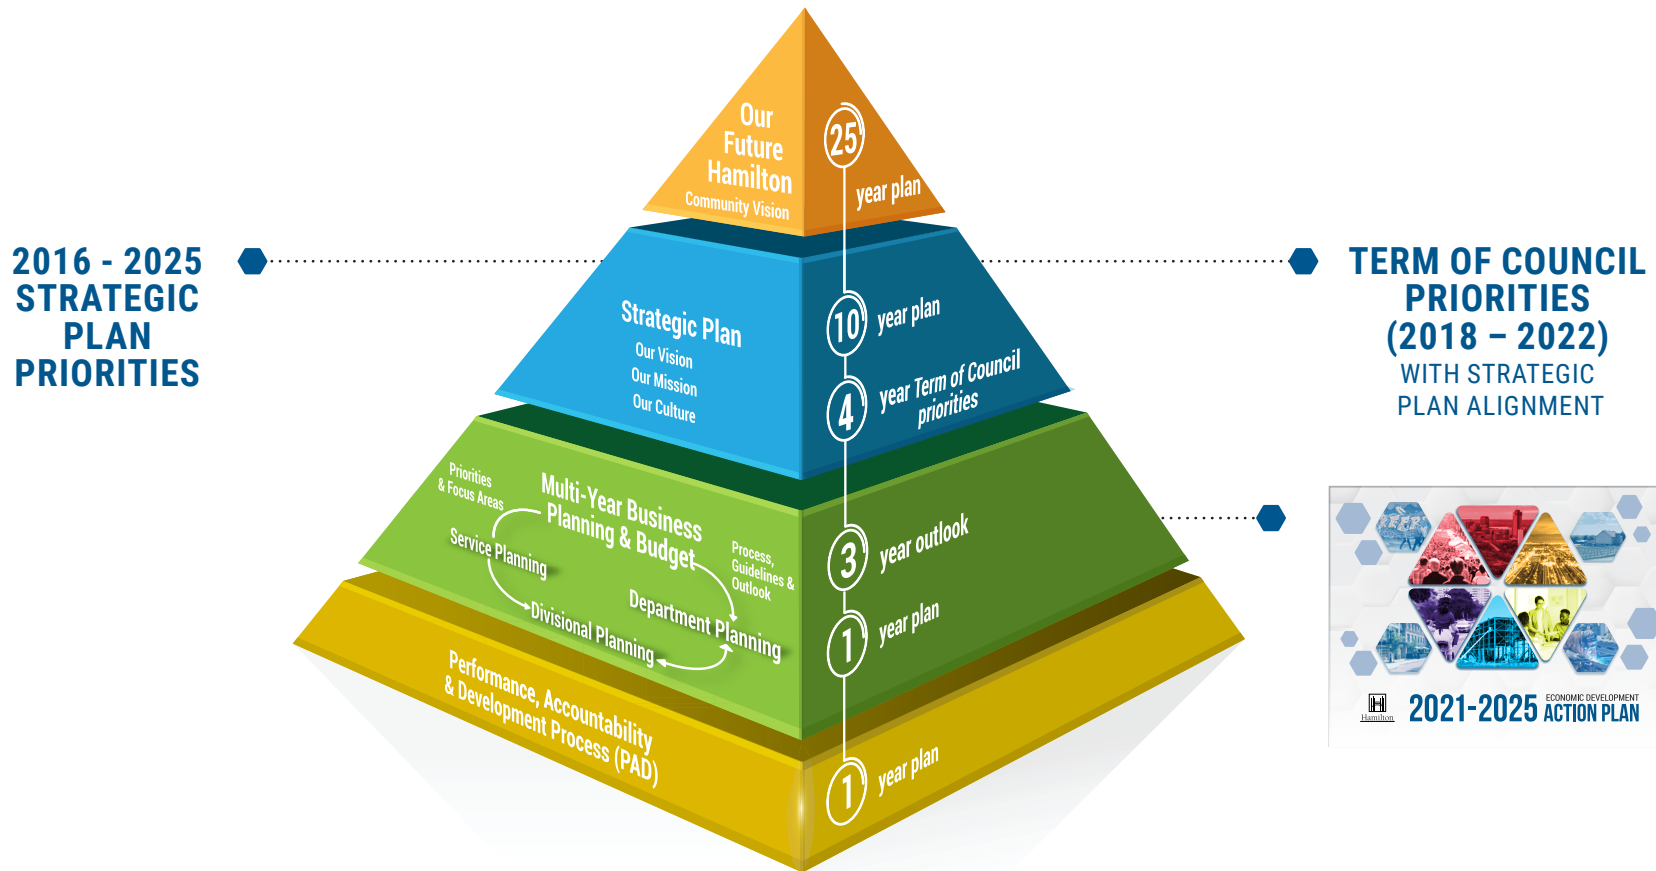 Our
Future
Hamilton
Community Vision
25
year plan
2016 - 2025
STRATEGIC
PLAN
PRIORITIES
TERM OF COUNCIL
PRIORITIES
(2018 – 2022)
WITH STRATEGIC
PLAN ALIGNMENT
Strategic Plan
Our Vision
Our Mission
Our Culture
10 year plan
4 year Term of Council
priorities
Priorities
& Focus Areas
Multi-Year Business
Planning & Budget
Service Planning
Process,
Guidelines &
Outlook
Divisional Planning
Department Planning
3 year outlook
1 year plan
Performance, Accountability
& Development Process (PAD)
1 year plan
Hamilton
2021-2025
ECONOMIC DEVELOPMENT
ACTION PLAN